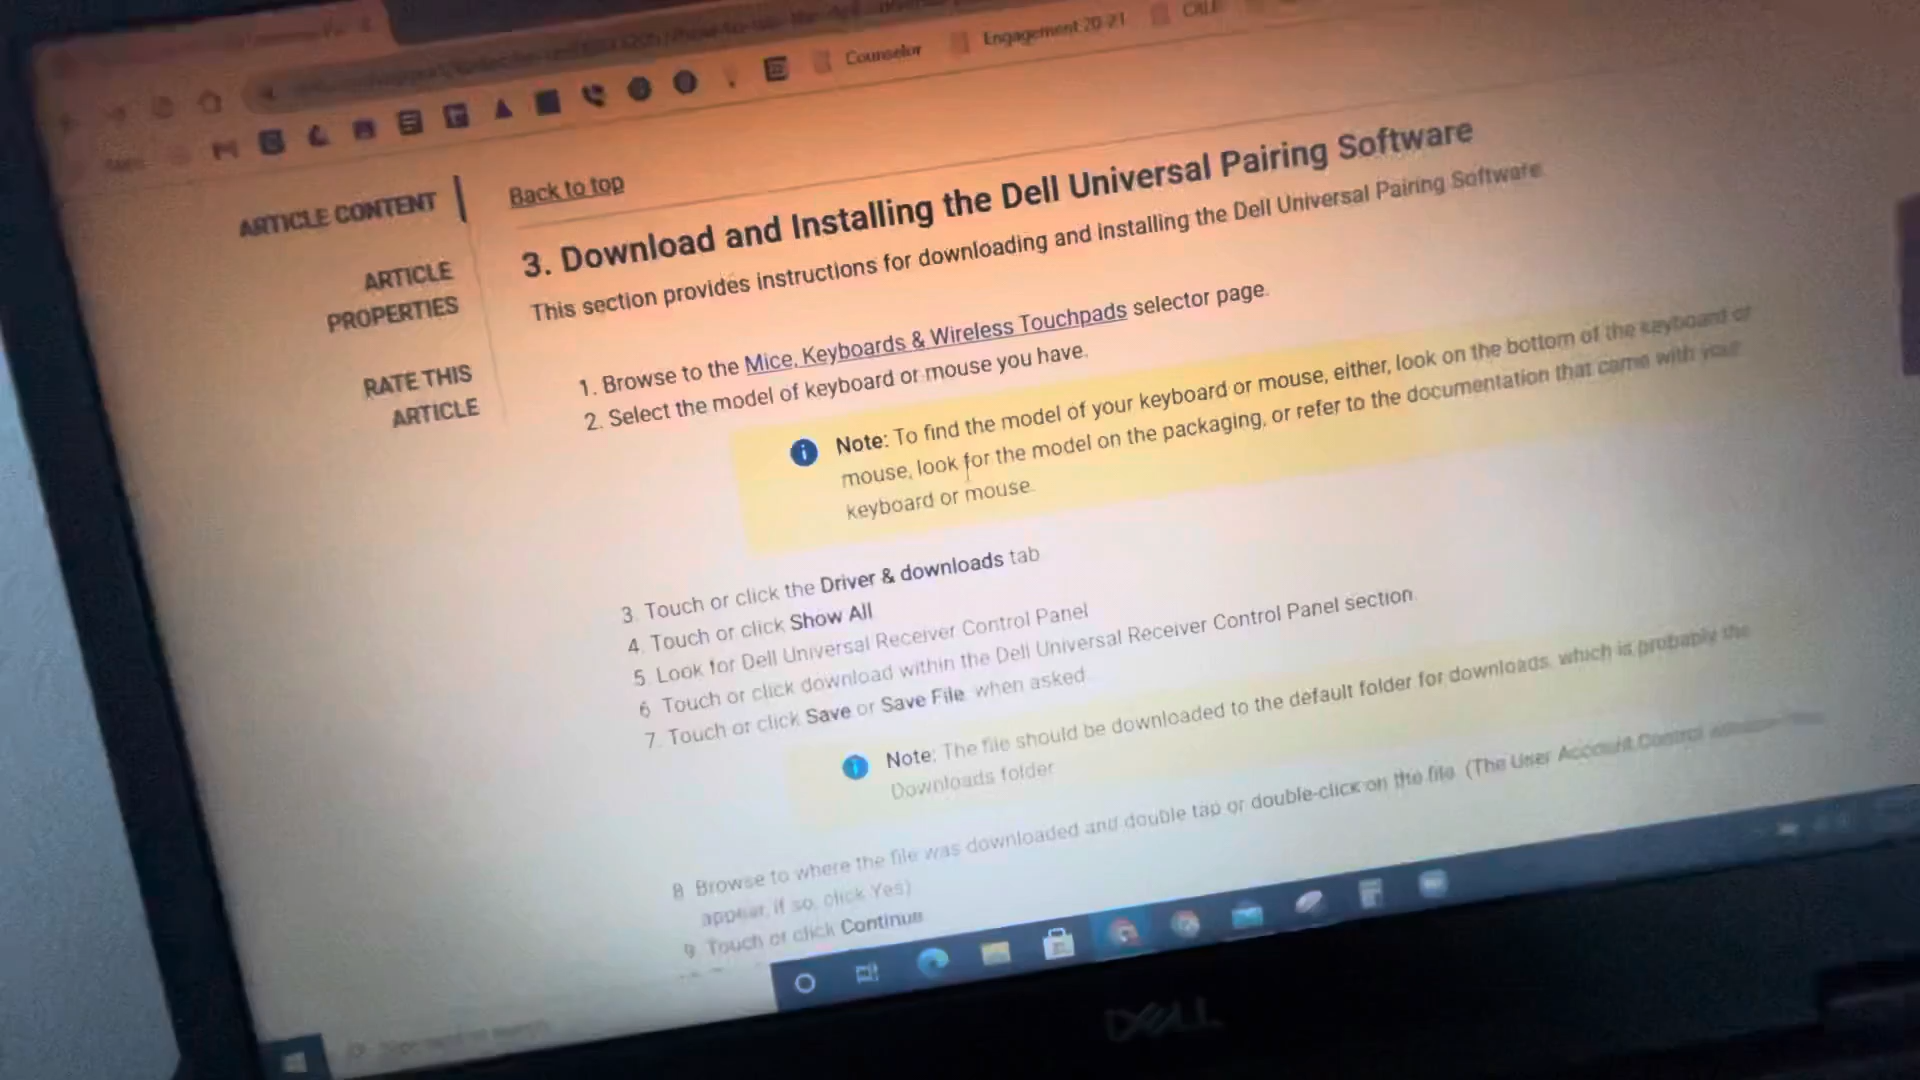 Counselor
Engagement 20-21
CALE
ARTICLE CONTENT
ARTICLE
PROPERTIES
RATE THIS
ARTICLE
Back to top
3. Download and Installing the Dell Universal Pairing Software
This section provides instructions for downloading and installing the Dell Universal Pairing Software.
1. Browse to the Mice, Keyboards & Wireless Touchpads selector page.
2. Select the model of keyboard or mouse you have.
Note: To find the model of your keyboard or mouse, either, look on the bottom of the keyboard or
mouse, look for the model on the packaging, or refer to the documentation that came with your
keyboard or mouse.
3. Touch or click the Driver & downloads tab
4. Touch or click Show All
5. Look for Dell Universal Receiver Control Panel
6. Touch or click download within the Dell Universal Receiver Control Panel section.
7. Touch or click Save or Save File when asked.
Note: The file should be downloaded to the default folder for downloads, which is probably the
Downloads folder
8. Browse to where the file was downloaded and double tap or double-click on the file. (The User Account Control
appear, if so, click Yes)
9. Touch or click Continue
DELL